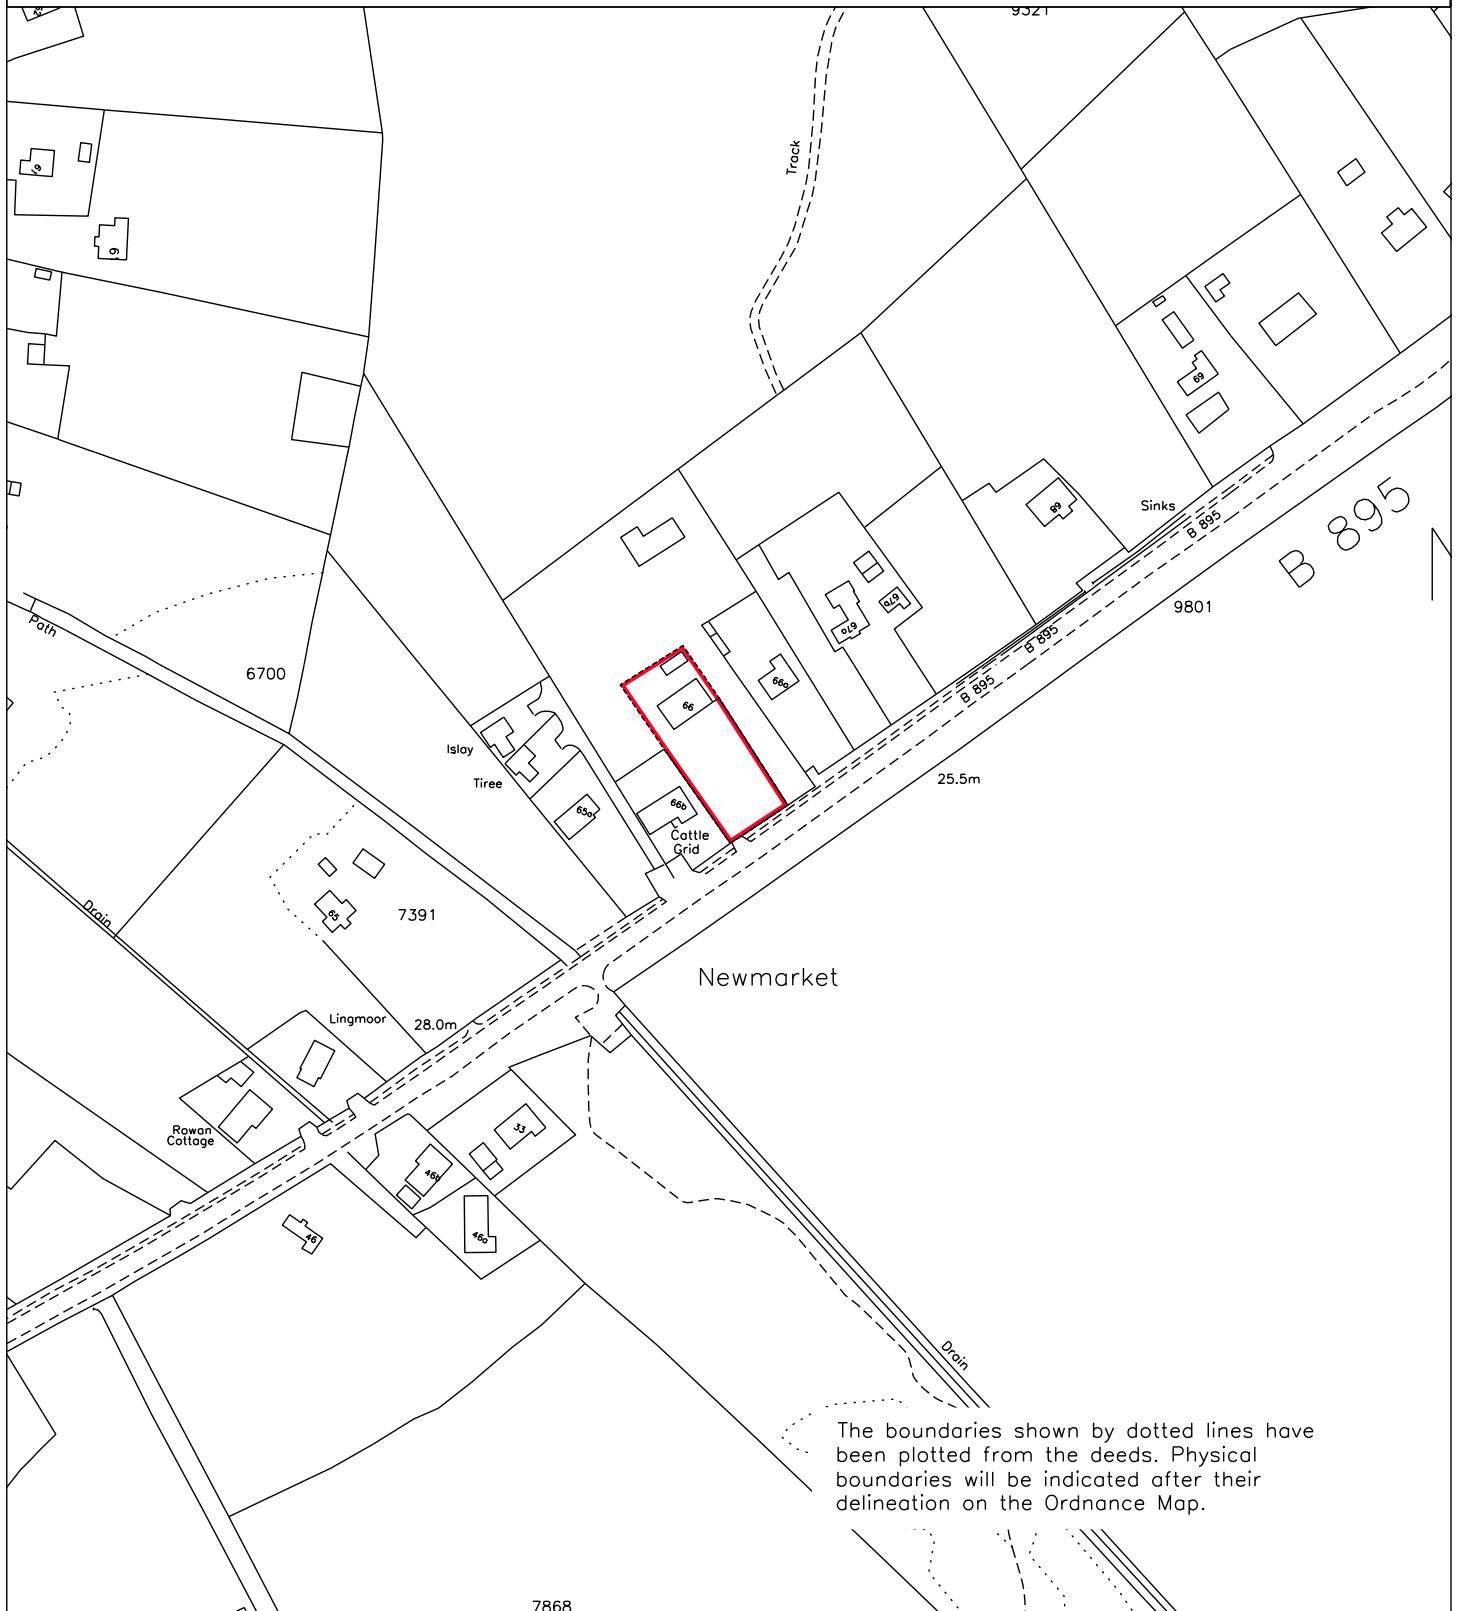 9321
Track
61
61
Sinks
B 895
B 895
68
69
Path
9801
6700
B 895
67a
67b
B 895
66a
66
Islay
Tiree
25.5m
65a
66b
Cattle
Grid
Drain
65
7391
Newmarket
Lingmoor
28.0m
Rowan
Cottage
33
46b
46
46a
Drain
The boundaries shown by dotted lines have
been plotted from the deeds. Physical
boundaries will be indicated after their
delineation on the Ordnance Map.
7868